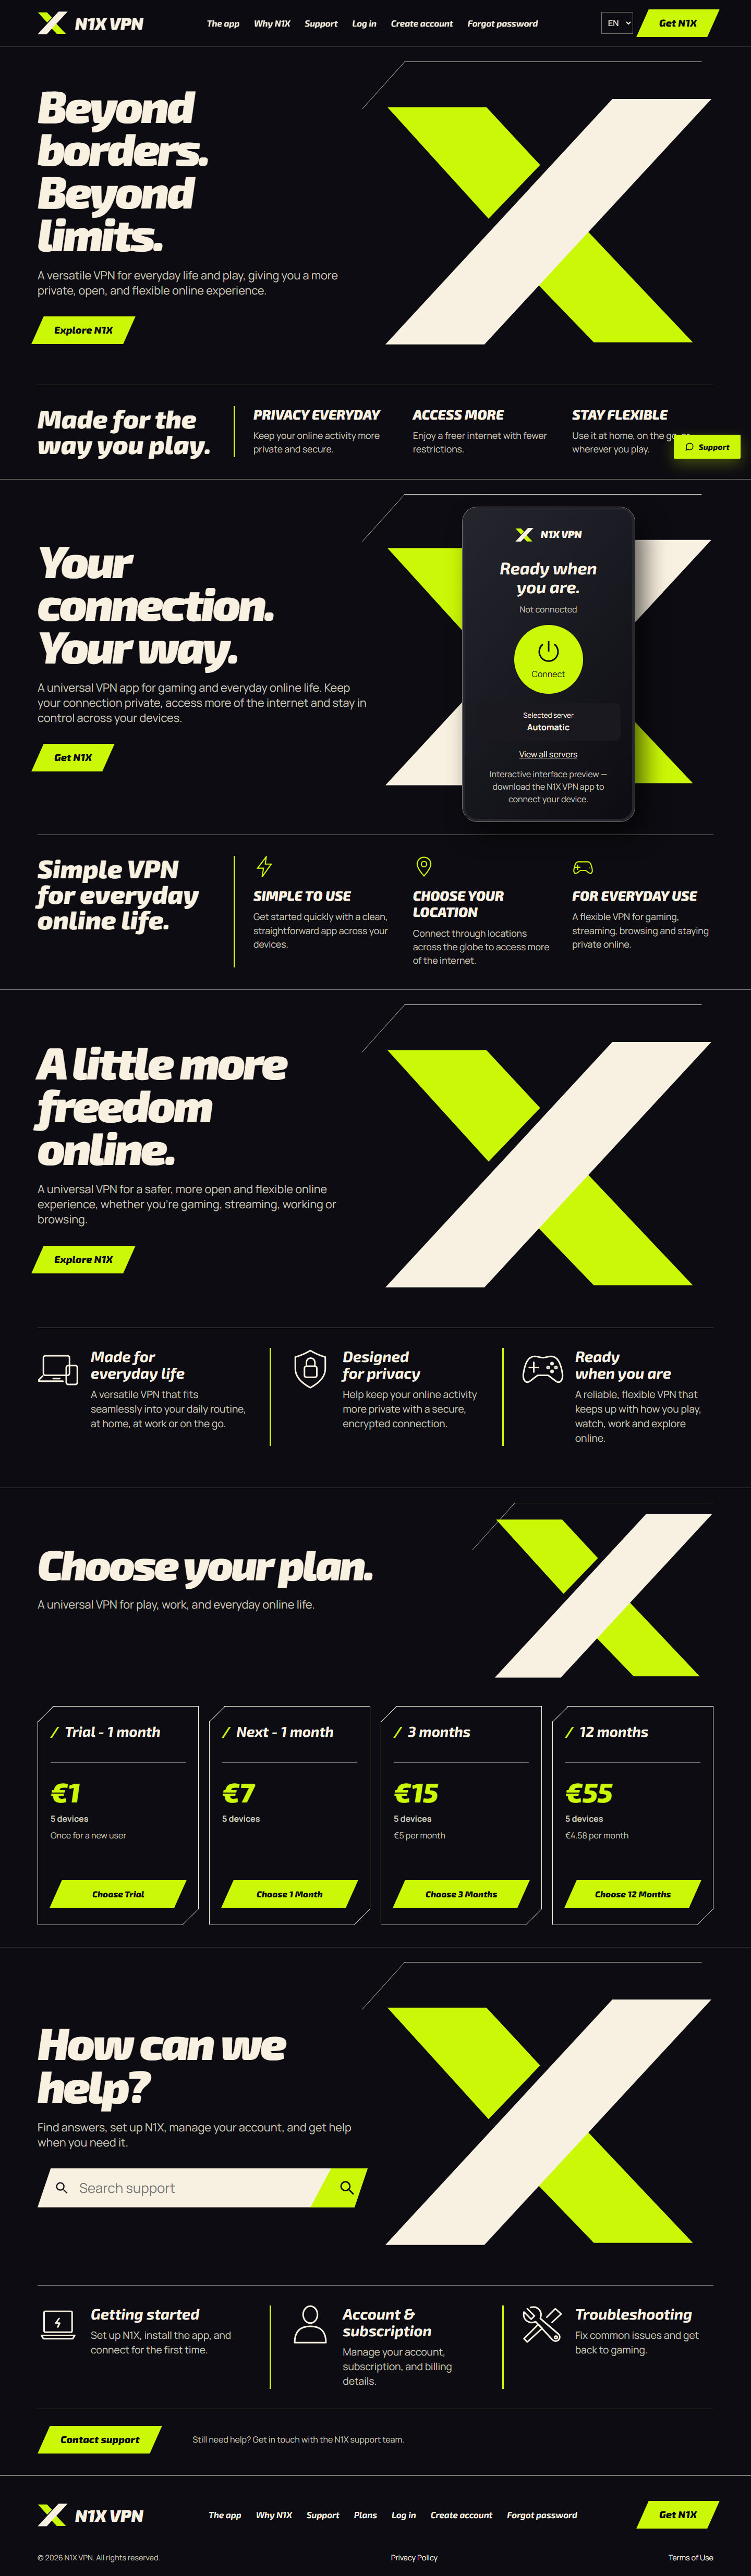 N1X VPN
The app Why N1X Support Log in Create account Forgot password
EN
Get N1X
Beyond
borders.
Beyond
limits.
A versatile VPN for everyday life and play, giving you a more
private, open, and flexible online experience.
Explore N1X
Made for the
way you play.
PRIVACY EVERYDAY
Keep your online activity more
private and secure.
ACCESS MORE
Enjoy a freer internet with fewer
restrictions.
STAY FLEXIBLE
Use it at home, on the go, or
wherever you play.
Support
Your
connection.
Your way.
A universal VPN app for gaming and everyday online life. Keep
your connection private, access more of the internet and stay in
control across your devices.
Get N1X
N1X VPN
Ready when
you are.
Not connected
Connect
Selected server
Automatic
View all servers
Interactive interface preview —
download the N1X VPN app to
connect your device.
Simple VPN
for everyday
online life.
SIMPLE TO USE
Get started quickly with a clean,
straightforward app across your
devices.
CHOOSE YOUR
LOCATION
Connect through locations
across the globe to access more
of the internet.
FOR EVERYDAY USE
A flexible VPN for gaming,
streaming, browsing and staying
private online.
A little more
freedom
online.
A universal VPN for a safer, more open and flexible online
experience, whether you're gaming, streaming, working or
browsing.
Explore N1X
Made for
everyday life
A versatile VPN that fits
seamlessly into your daily routine,
at home, at work or on the go.
Designed
for privacy
Help keep your online activity
more private with a secure,
encrypted connection.
Ready
when you are
A reliable, flexible VPN that
keeps up with how you play,
watch, work and explore
online.
Choose your plan.
A universal VPN for play, work, and everyday online life.
/ Trial - 1 month
€1
5 devices
Once for a new user
Choose Trial
/ Next - 1 month
€7
5 devices
Choose 1 Month
/ 3 months
€15
5 devices
€5 per month
Choose 3 Months
/ 12 months
€55
5 devices
€4.58 per month
Choose 12 Months
How can we
help?
Find answers, set up N1X, manage your account, and get help
when you need it.
Search support
Getting started
Set up N1X, install the app, and
connect for the first time.
Account &
subscription
Manage your account,
subscription, and billing
details.
Troubleshooting
Fix common issues and get
back to gaming.
Contact support
Still need help? Get in touch with the N1X support team.
N1X VPN
The app Why N1X Support Plans Log in Create account Forgot password
Get N1X
© 2026 N1X VPN. All rights reserved.
Privacy Policy
Terms of Use